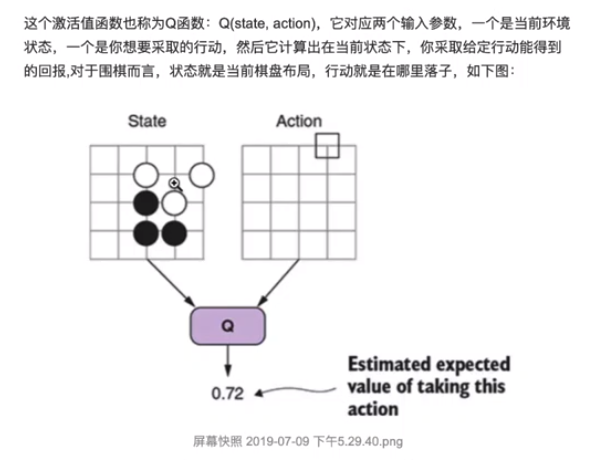 这个激活值函数也称为Q函数：Q(state, action)，它对应两个输入参数，一个是当前环境
状态，一个是你想要采取的行动，然后它计算出在当前状态下，你采取给定行动能得到
的回报,对于围棋而言，状态就是当前棋盘布局，行动就是在哪里落子，如下图：
State
Action
Q
0.72
Estimated expected
value of taking this
action
屏幕快照 2019-07-09 下午5.29.40.png